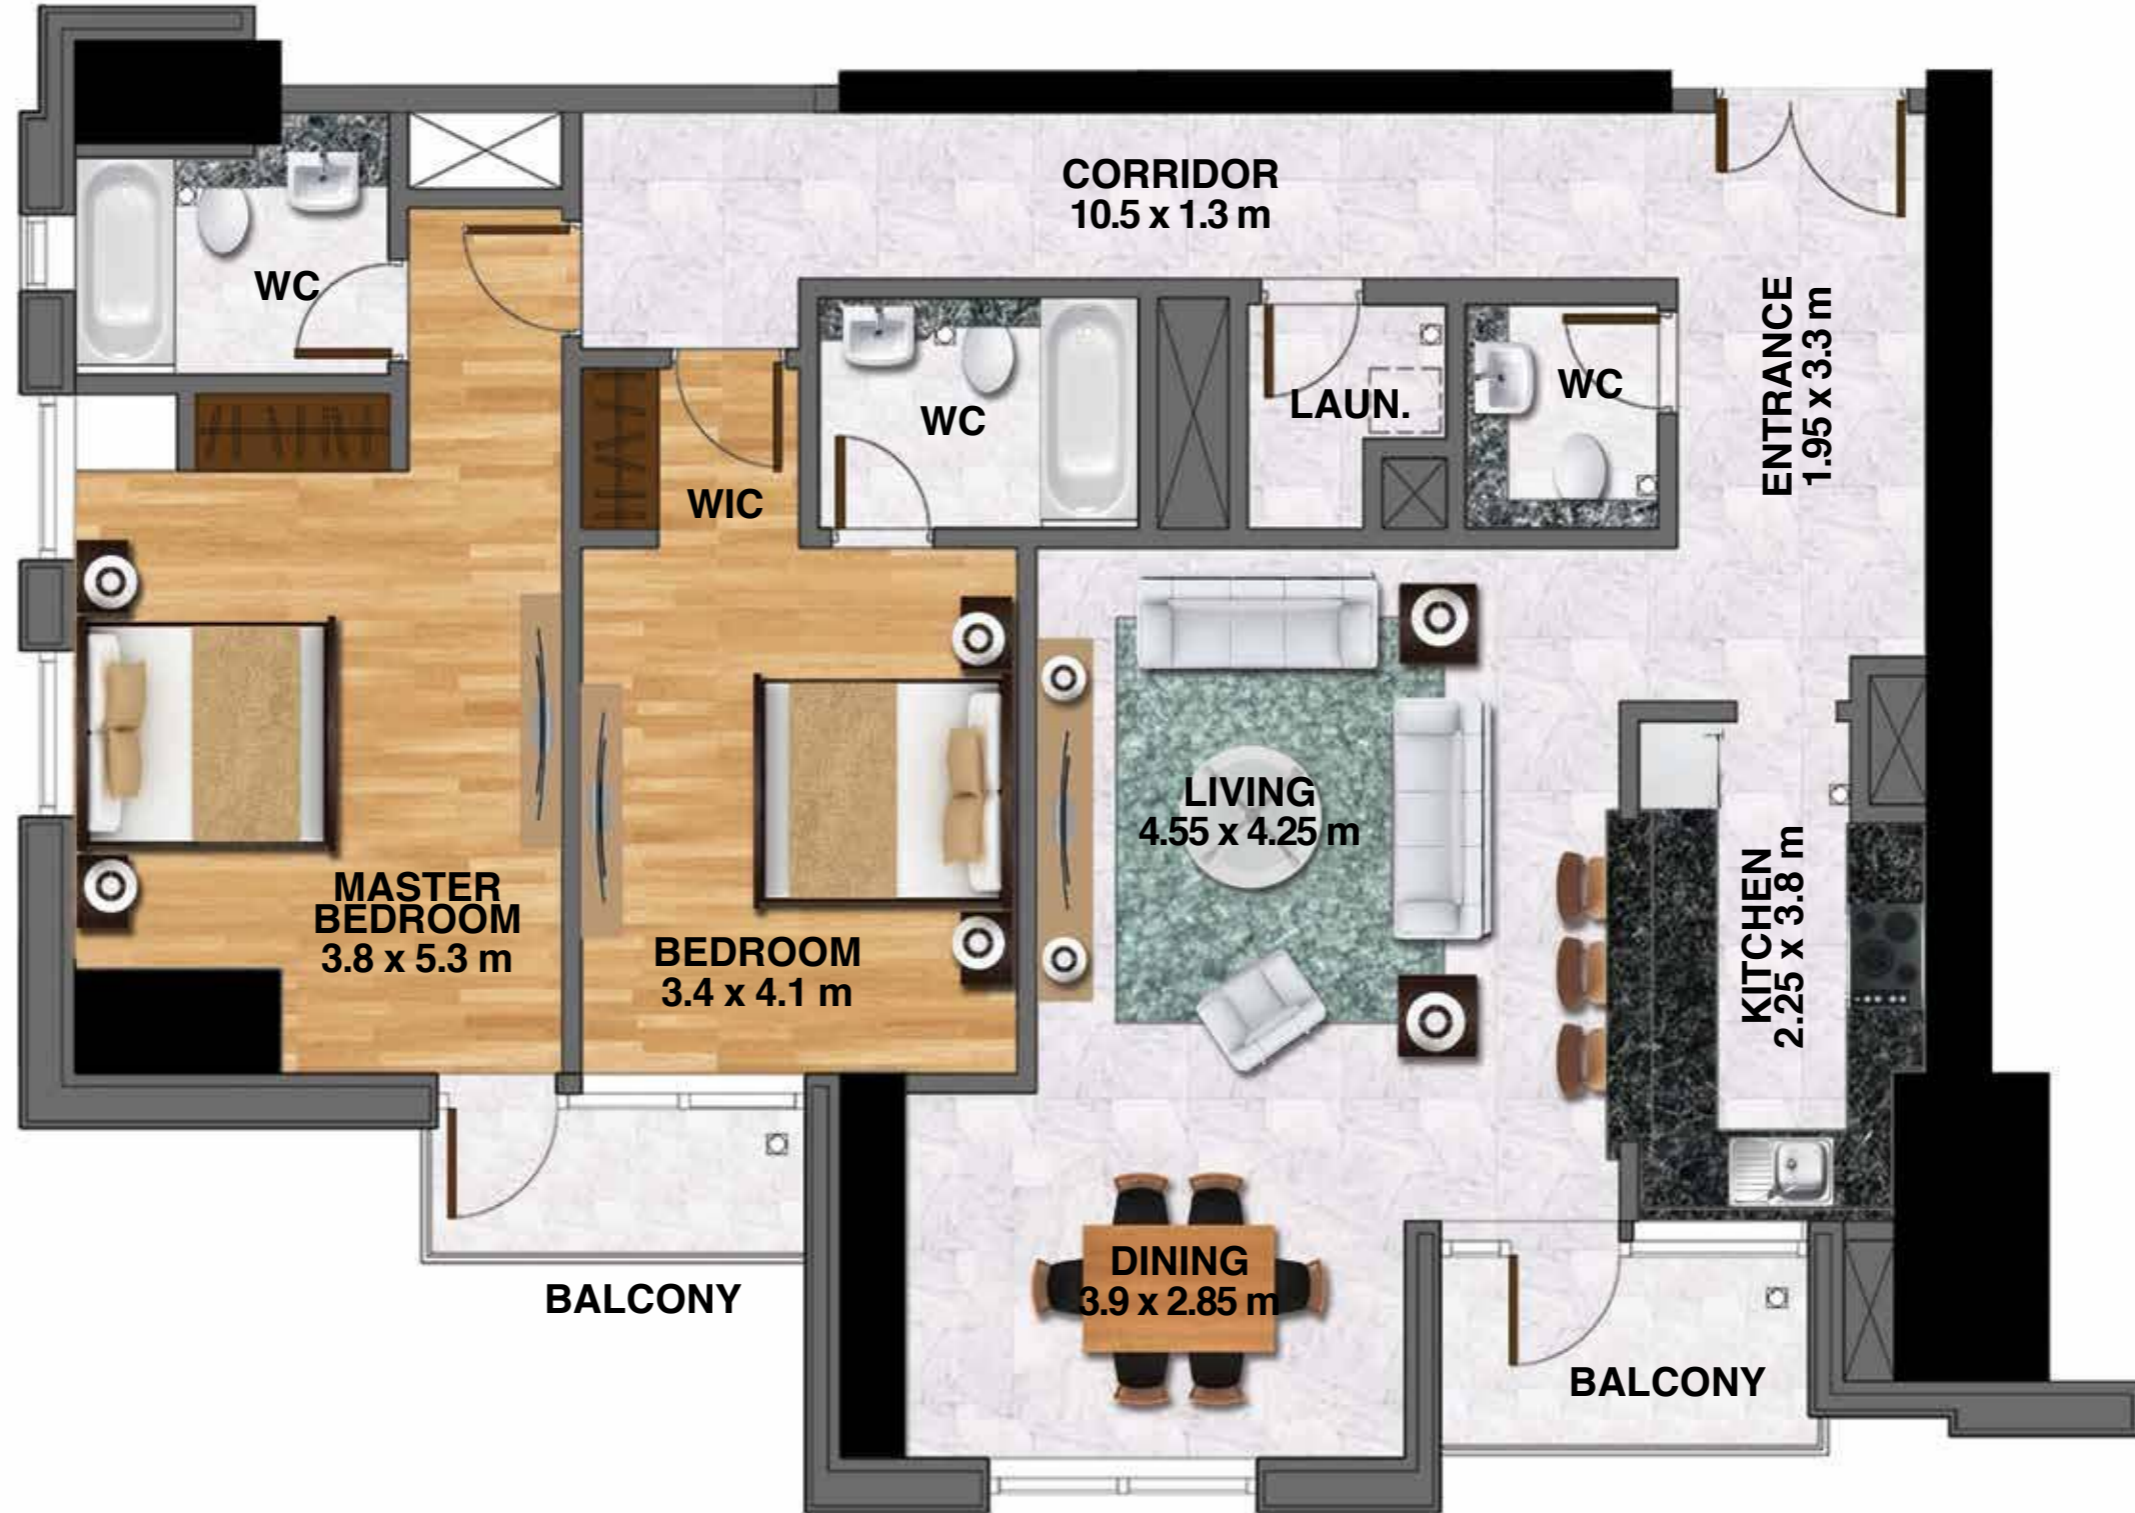 CORRIDOR
10.5 x 1.3 m
WC
ENTRANCE
1.95 x 3.3 m
WC
LAUN.
WC
WIC
LIVING
4.55 x 4.25 m
KITCHEN
2.25 x 3.8 m
MASTER
BEDROOM
3.8 x 5.3 m
BEDROOM
3.4 x 4.1 m
DINING
3.9 x 2.85 m
BALCONY
BALCONY